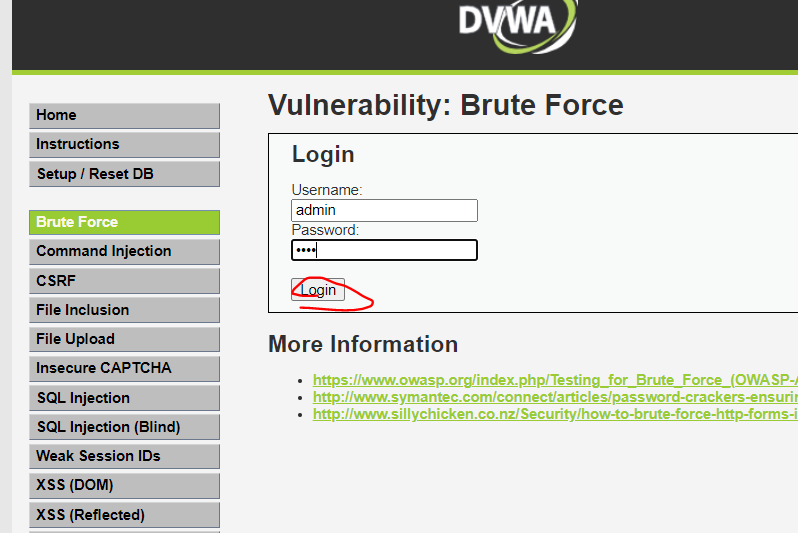 DVWA
Vulnerability: Brute Force
Home
Instructions
Setup / Reset DB
Brute Force
Command Injection
CSRF
File Inclusion
File Upload
Insecure CAPTCHA
SQL Injection
SQL Injection (Blind)
Weak Session IDs
XSS (DOM)
XSS (Reflected)
Login
Username:
admin
Password:
••••
Login
More Information
https://www.owasp.org/index.php/Testing_for_Brute_Force_(OWASP-A
http://www.symantec.com/connect/articles/password-crackers-ensurin
http://www.sillychicken.co.nz/Security/how-to-brute-force-http-forms-i